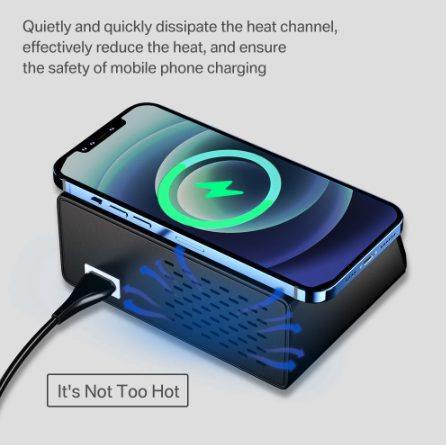 Quietly and quickly dissipate the heat channel,
effectively reduce the heat, and ensure
the safety of mobile phone charging
It's Not Too Hot